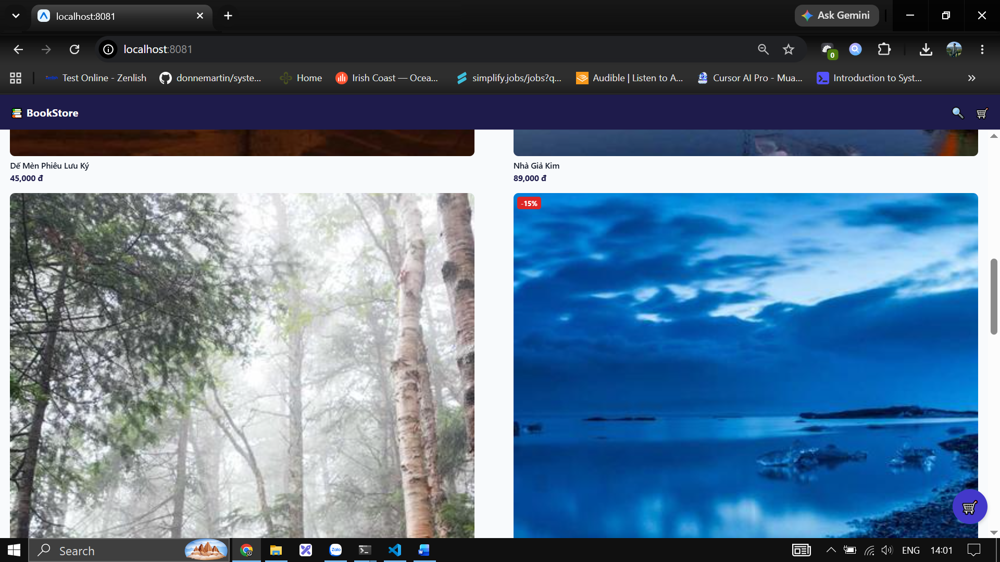 localhost:8081
Ask Gemini
localhost:8081
0
Test Online - Zenlish
donnemartin/syste...
Home
Irish Coast — Ocea...
simplify.jobs/jobs?q...
Audible | Listen to A...
Cursor AI Pro - Mua...
Introduction to Syst...
BookStore
Dế Mèn Phiêu Lưu Ký
45,000 đ
Nhà Giả Kim
89,000 đ
-15%
Search
Zalo
W
ENG
14:01